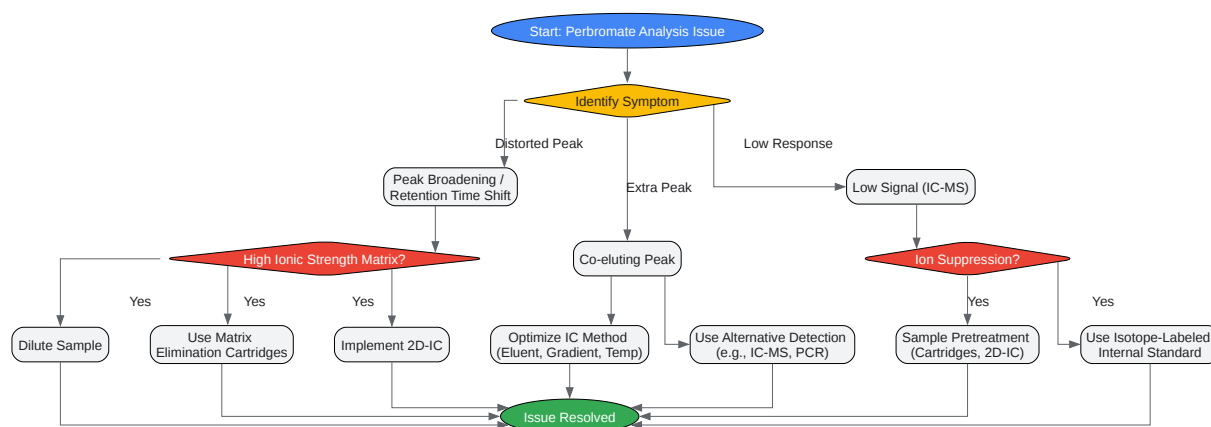 Start: Perbromate Analysis Issue
Identify Symptom
Distorted Peak
Low Response
Peak Broadening /
Retention Time Shift
Extra Peak
Low Signal (IC-MS)
High Ionic Strength Matrix?
Co-eluting Peak
Ion Suppression?
Yes
Yes
Yes
Yes
Yes
Dilute Sample
Use Matrix
Elimination Cartridges
Implement 2D-IC
Optimize IC Method
(Eluent, Gradient, Temp)
Use Alternative Detection
(e.g., IC-MS, PCR)
Sample Pretreatment
(Cartridges, 2D-IC)
Use Isotope-Labeled
Internal Standard
Issue Resolved